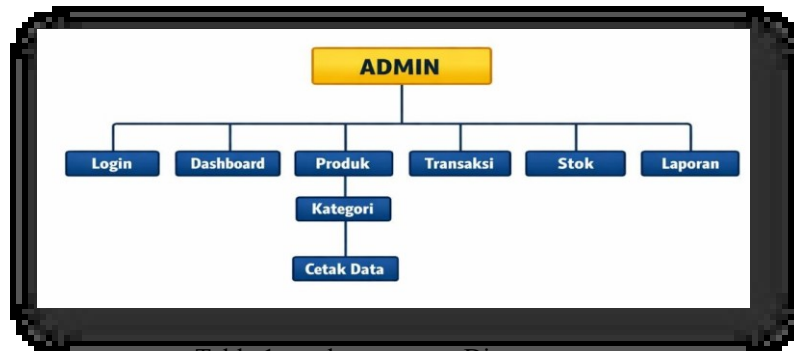 ADMIN
Login Dashboard Produk Transaksi Stok Laporan
Kategori
Cetak Data